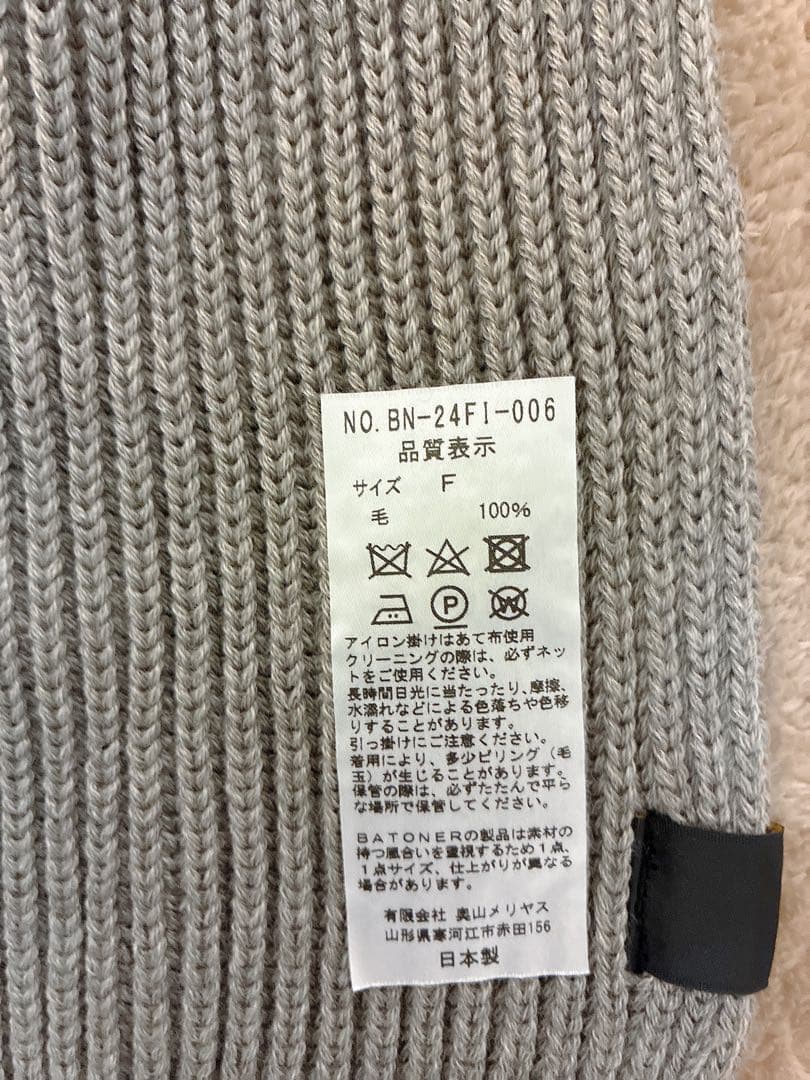 NO. BN-24FI-006
品質表示
サイズ F
毛 100%
P W
アイロン掛けはあて布使用
クリーニングの際は、必ずネッ
トをご使用ください。
長時間日光に当たったり、摩擦、
水濡れなどによる色落ちや色移
りすることがあります。
引っ掛けにご注意ください。
着用により、多少ピリング（毛
玉）が生じることがあります。
保管の際は、必ずたたんで平ら
な場所で保管してください。
BATONERの製品は素材の
持つ風合いを重視するため1点、
1点サイズ、仕上がりが異なる
場合があります。
有限会社 奥山メリヤス
山形県寒河江市赤田156
日本製